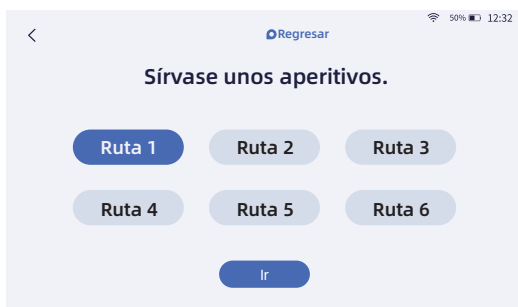 50% 12:32
Regresar
Sírvase unos aperitivos.
Ruta 1 Ruta 2 Ruta 3
Ruta 4 Ruta 5 Ruta 6
Ir